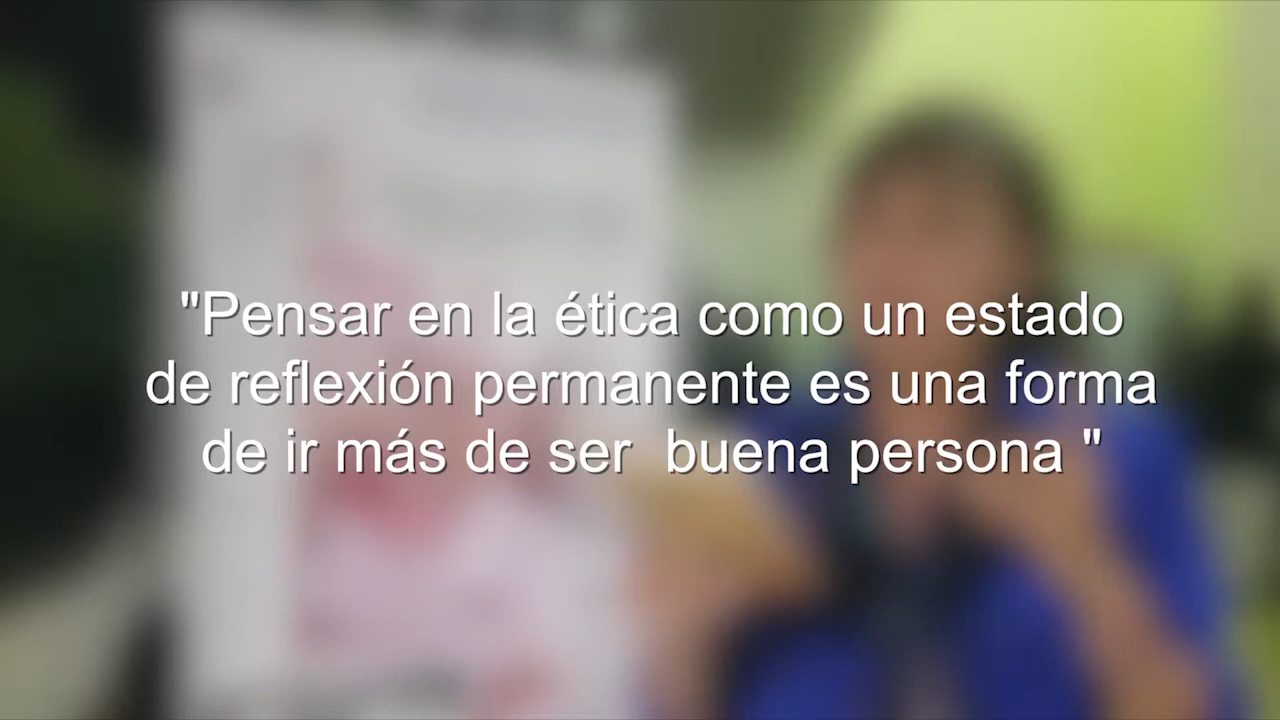 "Pensar en la ética como un estado
de reflexión permanente es una forma
de ir más de ser  buena persona "